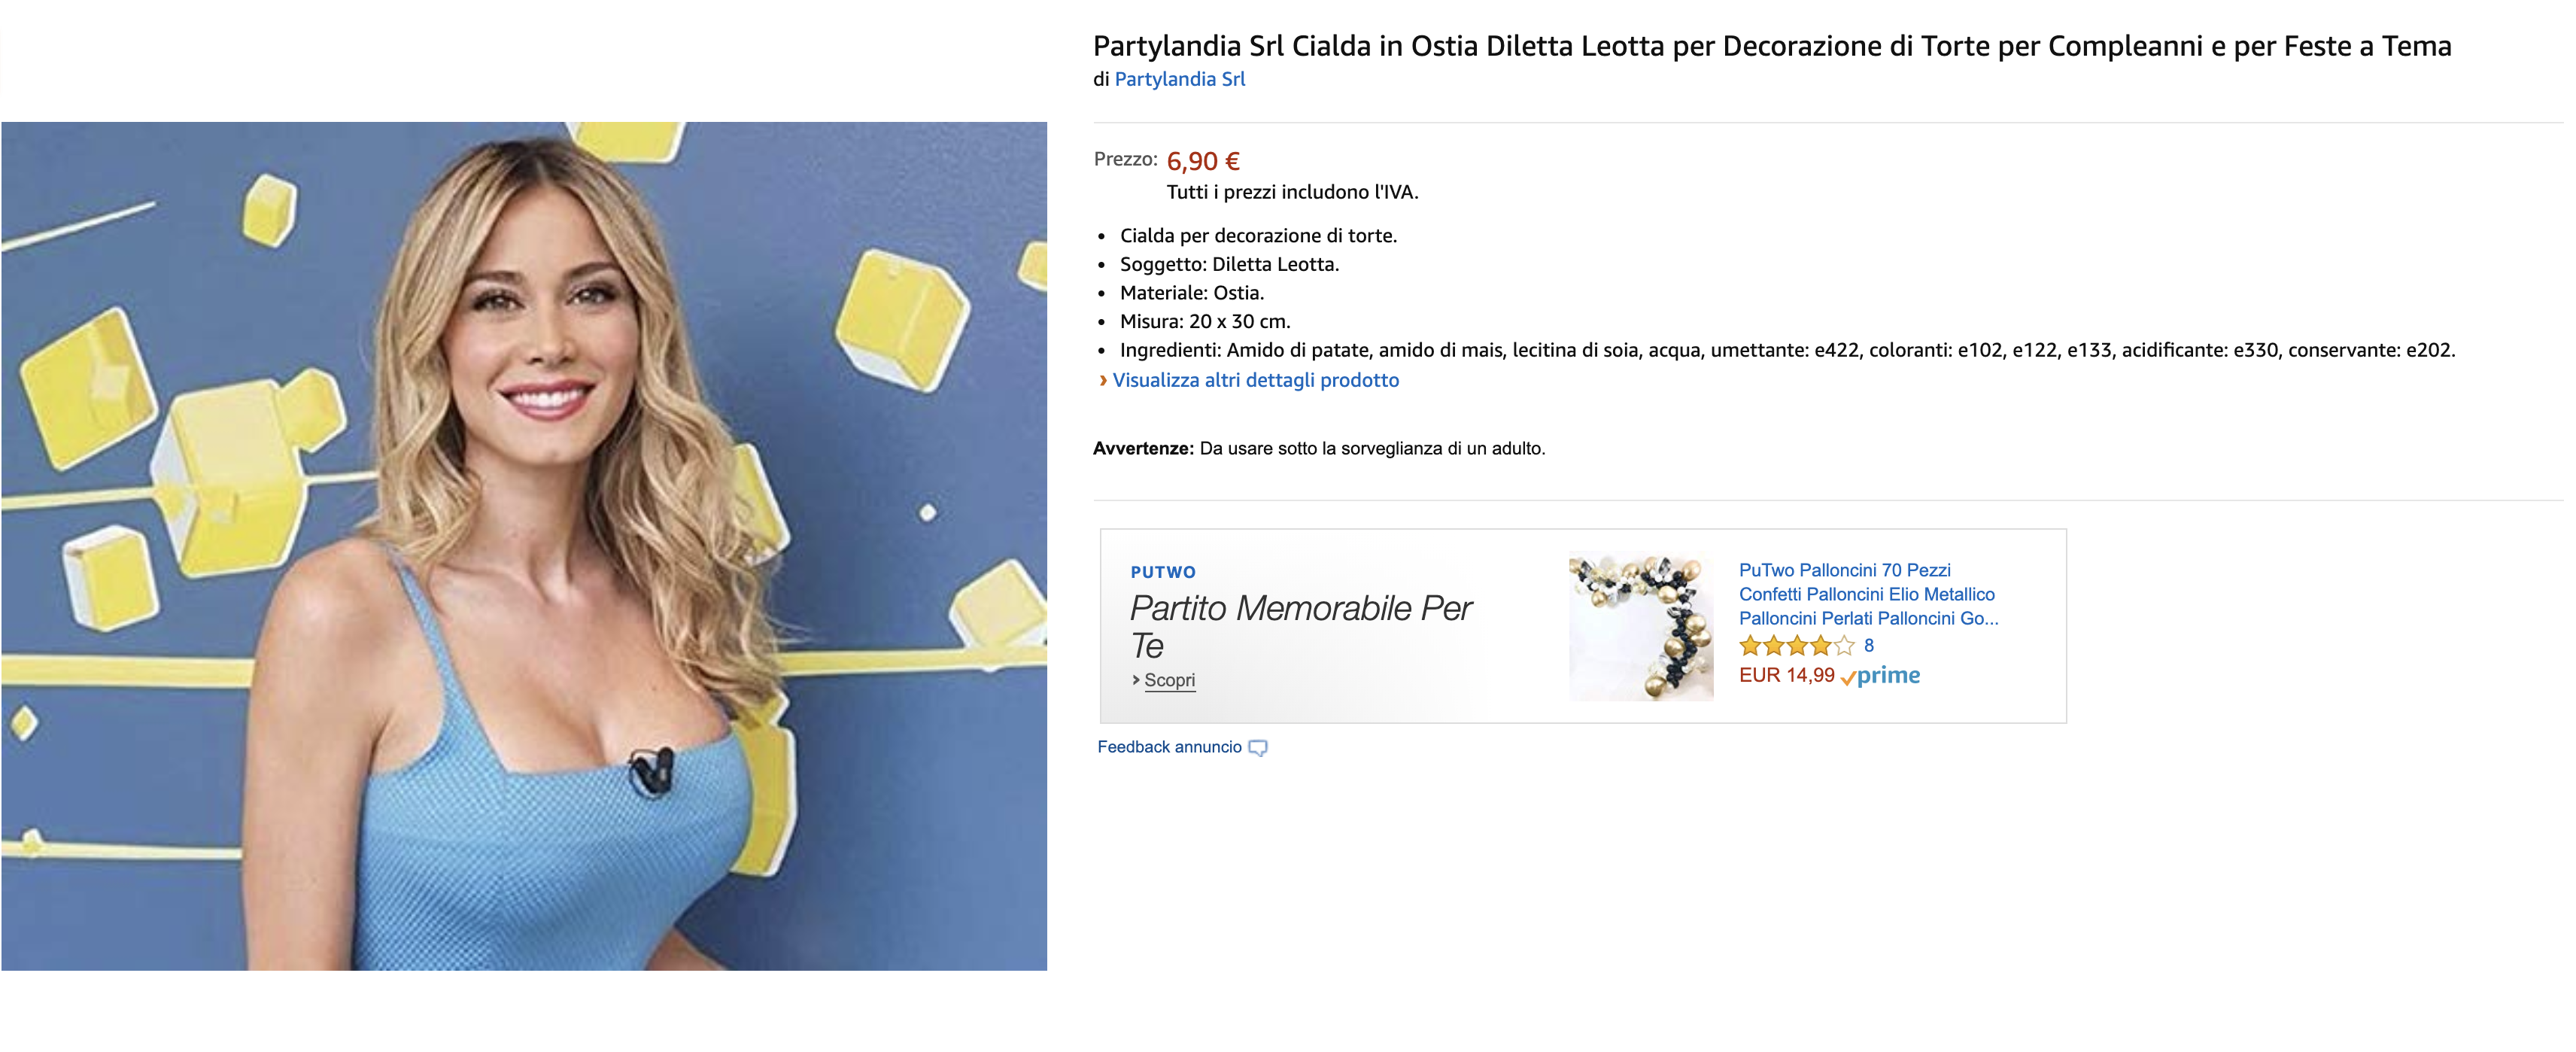 Partylandia Srl Cialda in Ostia Diletta Leotta per Decorazione di Torte per Compleanni e per Feste a Tema
di Partylandia Srl
Prezzo: 6,90 €
Tutti i prezzi includono l'IVA.
• Cialda per decorazione di torte.
• Soggetto: Diletta Leotta.
• Materiale: Ostia.
• Misura: 20 x 30 cm.
• Ingredienti: Amido di patate, amido di mais, lecitina di soia, acqua, umettante: e422, coloranti: e102, e122, e133, acidificante: e330, conservante: e202.
› Visualizza altri dettagli prodotto
Avvertenze: Da usare sotto la sorveglianza di un adulto.
PUTWO
Partito Memorabile Per
Te
› Scopri
PuTwo Palloncini 70 Pezzi
Confetti Palloncini Elio Metallico
Palloncini Perlati Palloncini Go...
8
EUR 14,99 prime
Feedback annuncio